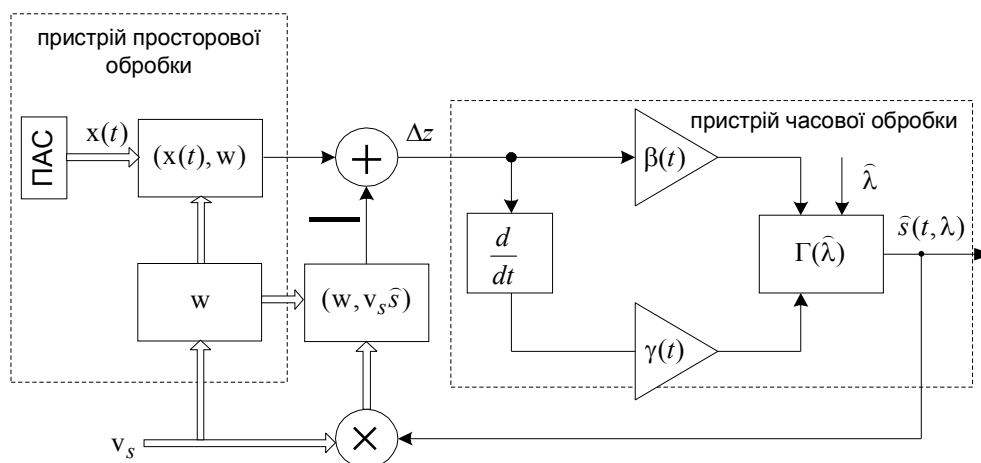 пристрій просторової
обробки
ПАС
x(t)
(x(t), w)
+
Δz
пристрій часової обробки
β(t)
λ̂
d
dt
Γ(λ̂)
ŝ(t, λ)
w
(w, vₛŝ)
γ(t)
vₛ
×